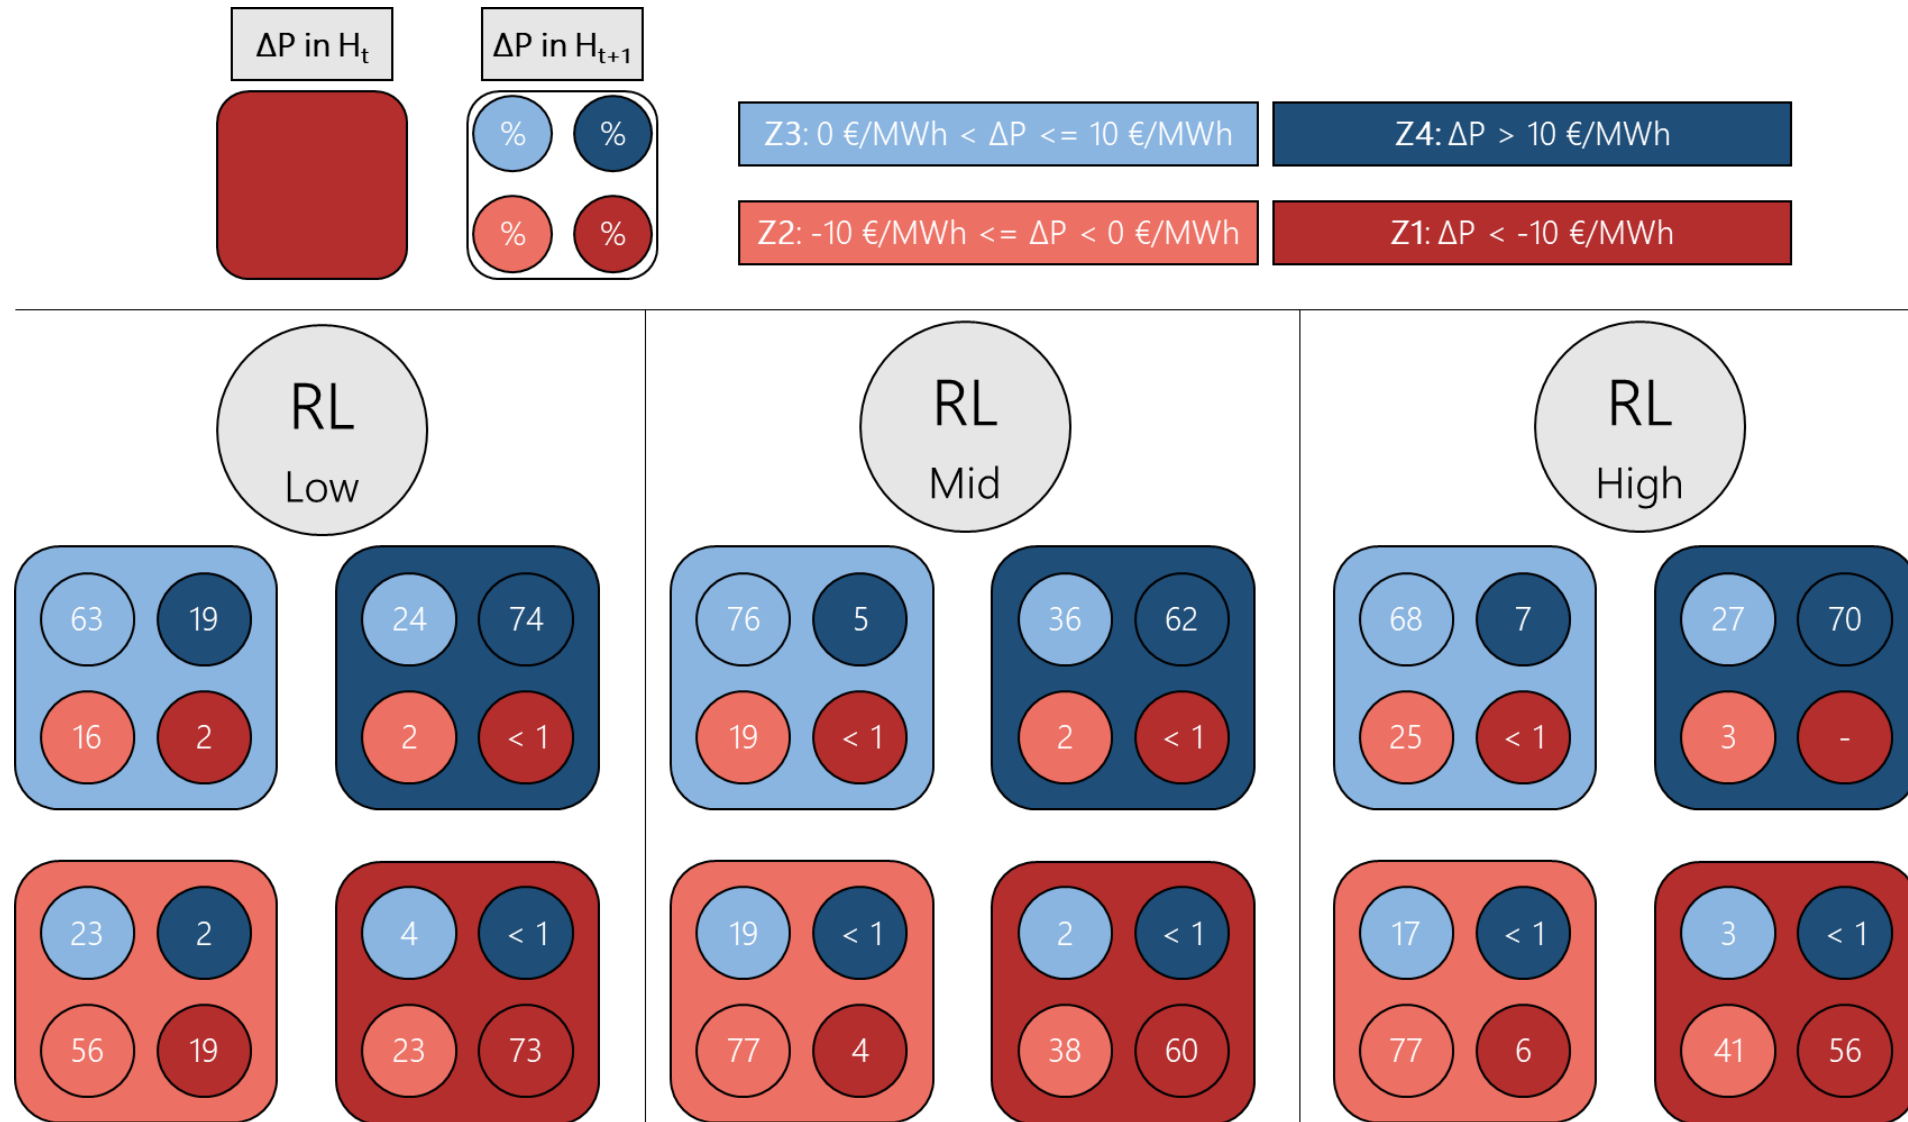 ΔP in Ht
ΔP in Ht+1
% %
% %
Z3: 0 €/MWh < ΔP <= 10 €/MWh
Z4: ΔP > 10 €/MWh
Z2: -10 €/MWh <= ΔP < 0 €/MWh
Z1: ΔP < -10 €/MWh
RL
Low
63 19
16 2
24 74
2 < 1
23 2
56 19
4 < 1
23 73
RL
Mid
76 5
19 < 1
36 62
2 < 1
19 < 1
77 4
2 < 1
38 60
RL
High
68 7
25 < 1
27 70
3 -
17 < 1
77 6
3 < 1
41 56